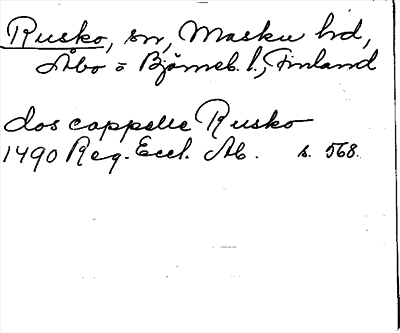 Rusko, sn, Masku hd,
Åbo o Björneb. l., Finland
dos cappelle Rusko
1490 Reg. Eccl. Ab. s. 568.